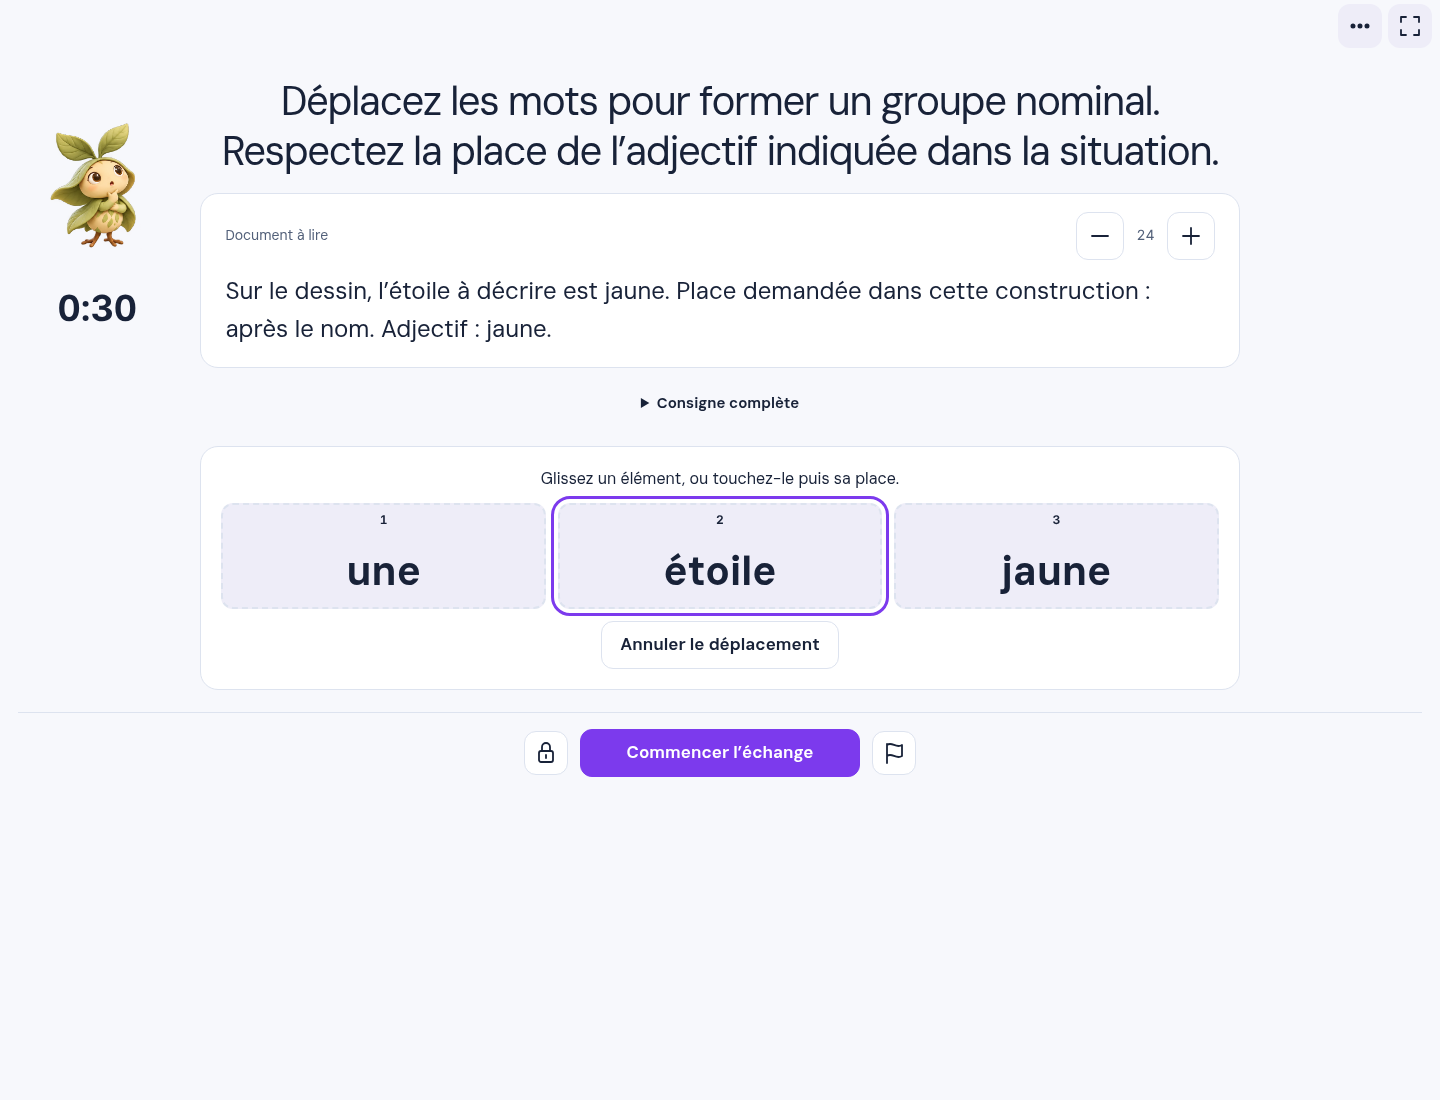 Déplacez les mots pour former un groupe nominal.
Respectez la place de l’adjectif indiquée dans la situation.
0:30
Document à lire
24
Sur le dessin, l’étoile à décrire est jaune. Place demandée dans cette construction :
après le nom. Adjectif : jaune.
Consigne complète
Glissez un élément, ou touchez-le puis sa place.
1
une
2
étoile
3
jaune
Annuler le déplacement
Commencer l’échange